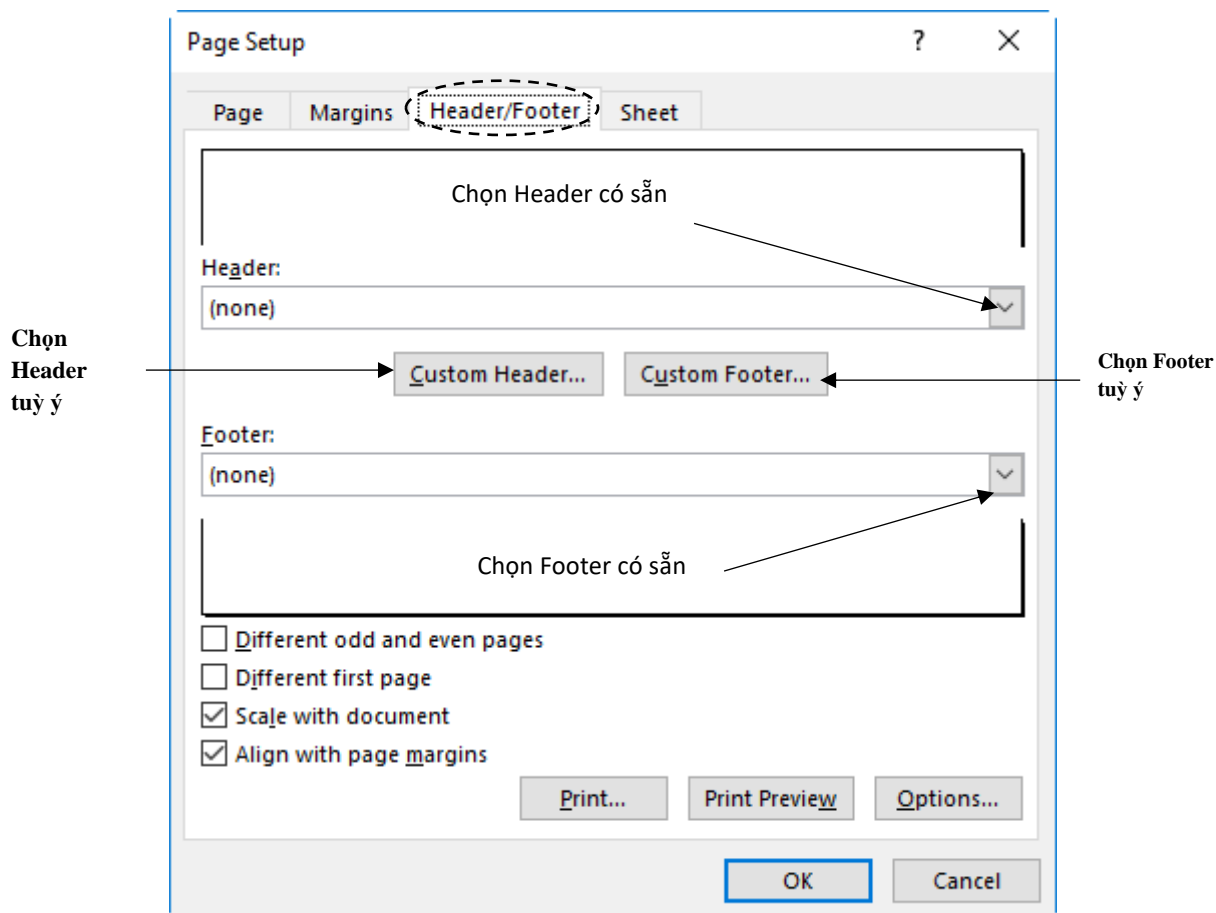 Page Setup ?
Page Margins Header/Footer Sheet
Chọn Header có sẵn
Header:
(none)
Chọn
Header
tuỳ ý
Custom Header... Custom Footer...
Chọn Footer
tuỳ ý
Footer:
(none)
Chọn Footer có sẵn
Different odd and even pages
Different first page
Scale with document
Align with page margins
Print... Print Preview Options...
OK Cancel